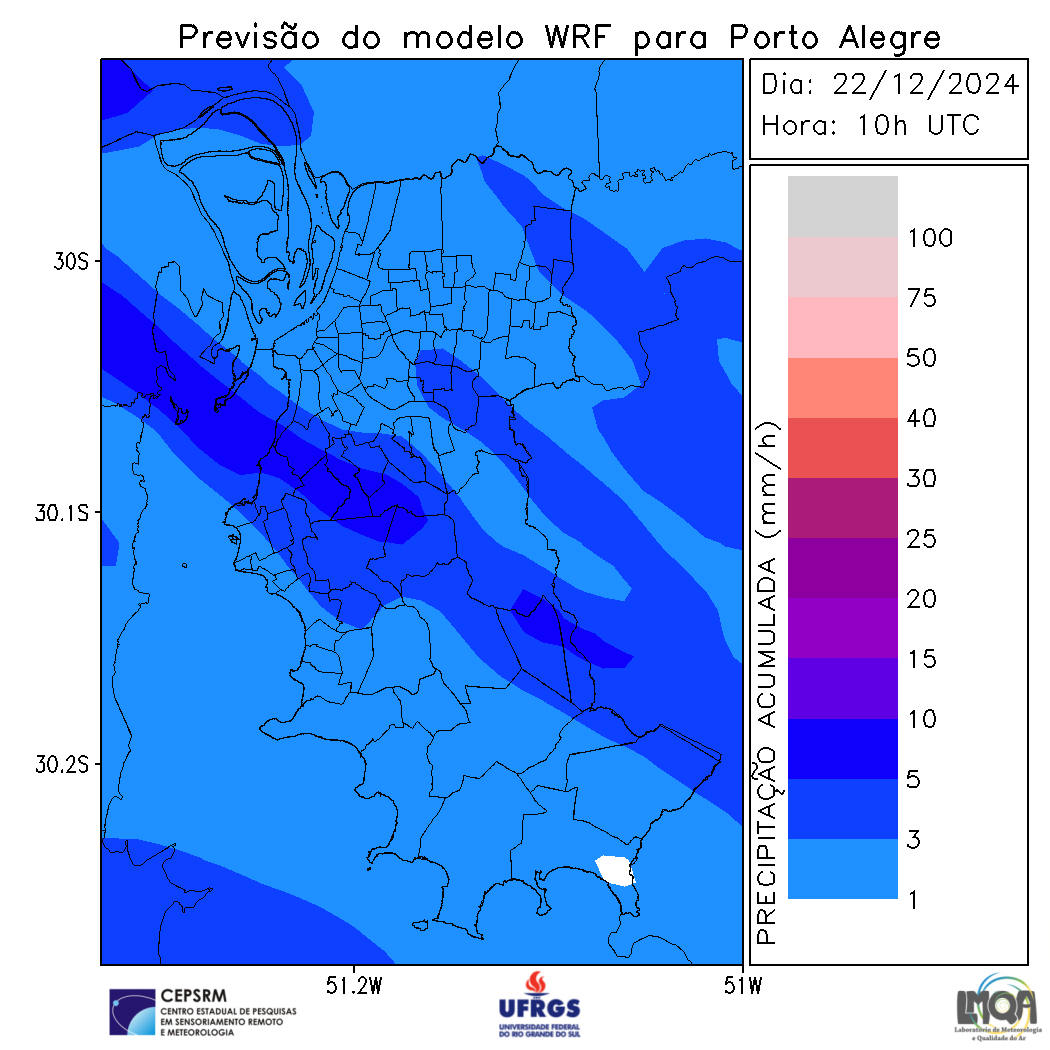 Previsão do modelo WRF para Porto Alegre
Dia: 22/12/2024
Hora: 10h UTC
30S
30.1S
30.2S
51.2W
51W
PRECIPITAÇÃO ACUMULADA (mm/h)
100
75
50
40
30
25
20
15
10
5
3
1
CEPSRM
CENTRO ESTADUAL DE PESQUISAS
EM SENSORIAMENTO REMOTO
E METEOROLOGIA
UFRGS
UNIVERSIDADE FEDERAL
DO RIO GRANDE DO SUL
LMQA
Laboratório de Meteorologia
e Qualidade do Ar